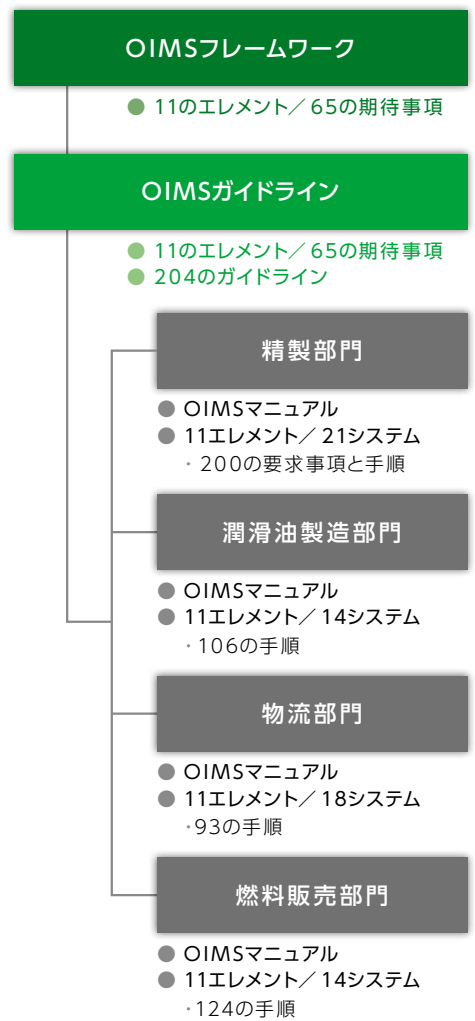 OIMSフレームワーク
● 11のエレメント／65の期待事項
OIMSガイドライン
● 11のエレメント／65の期待事項
● 204のガイドライン
精製部門
● OIMSマニュアル
● 11エレメント／21システム
・200の要求事項と手順
潤滑油製造部門
● OIMSマニュアル
● 11エレメント／14システム
・106の手順
物流部門
● OIMSマニュアル
● 11エレメント／18システム
・93の手順
燃料販売部門
● OIMSマニュアル
● 11エレメント／14システム
・124の手順